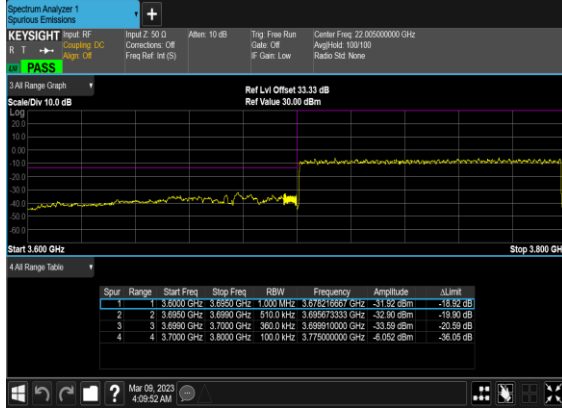 Spectrum Analyzer 1
Spurious Emissions
+
KEYSIGHT Input: RF Input Z: 50 Ω Atten: 10 dB Trig: Free Run Center Freq: 22.005000000 GHz
R T Coupling: DC Corrections: Off Gate: Off Avg|Hold: 100/100
Align: Off Freq Ref: Int (S) IF Gain: Low Radio Std: None
PASS
3 All Range Graph
Ref Lvl Offset 33.33 dB
Scale/Div 10.0 dB Ref Value 30.00 dBm
Log
20.0
10.0
0.00
-10.0
-20.0
-30.0
-40.0
-50.0
-60.0
Start 3.600 GHz Stop 3.800 GH
4 All Range Table
Spur Range Start Freq Stop Freq RBW Frequency Amplitude ΔLimit
1 1 3.6000 GHz 3.6950 GHz 1.000 MHz 3.678216667 GHz -31.92 dBm -18.92 dB
2 2 3.6950 GHz 3.6990 GHz 510.0 kHz 3.695673333 GHz -32.90 dBm -19.90 dB
3 3 3.6990 GHz 3.7000 GHz 360.0 kHz 3.699910000 GHz -33.59 dBm -20.59 dB
4 4 3.7000 GHz 3.8000 GHz 100.0 kHz 3.775000000 GHz -6.052 dBm -36.05 dB
? Mar 09, 2023
4:09:52 AM